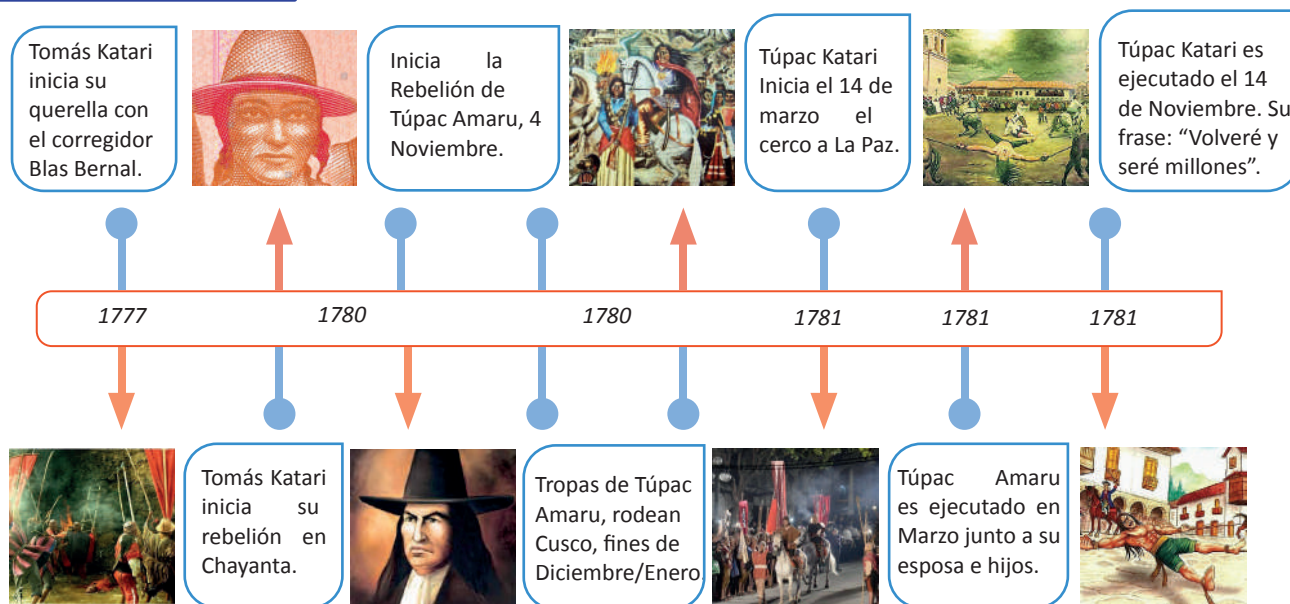 Tomás Katari
inicia su
querella con
el corregidor
Blas Bernal.
Inicia la
Rebelión de
Túpac Amaru, 4
Noviembre.
Túpac Katari
Inicia el 14 de
marzo el
cerco a La Paz.
Túpac Katari es
ejecutado el 14
de Noviembre. Su
frase: “Volveré y
seré millones”.
1777 1780 1780 1781 1781 1781
Tomás Katari
inicia su
rebelión en
Chayanta.
Tropas de Túpac
Amaru, rodean
Cusco, fines de
Diciembre/Enero.
Túpac Amaru
es ejecutado en
Marzo junto a su
esposa e hijos.